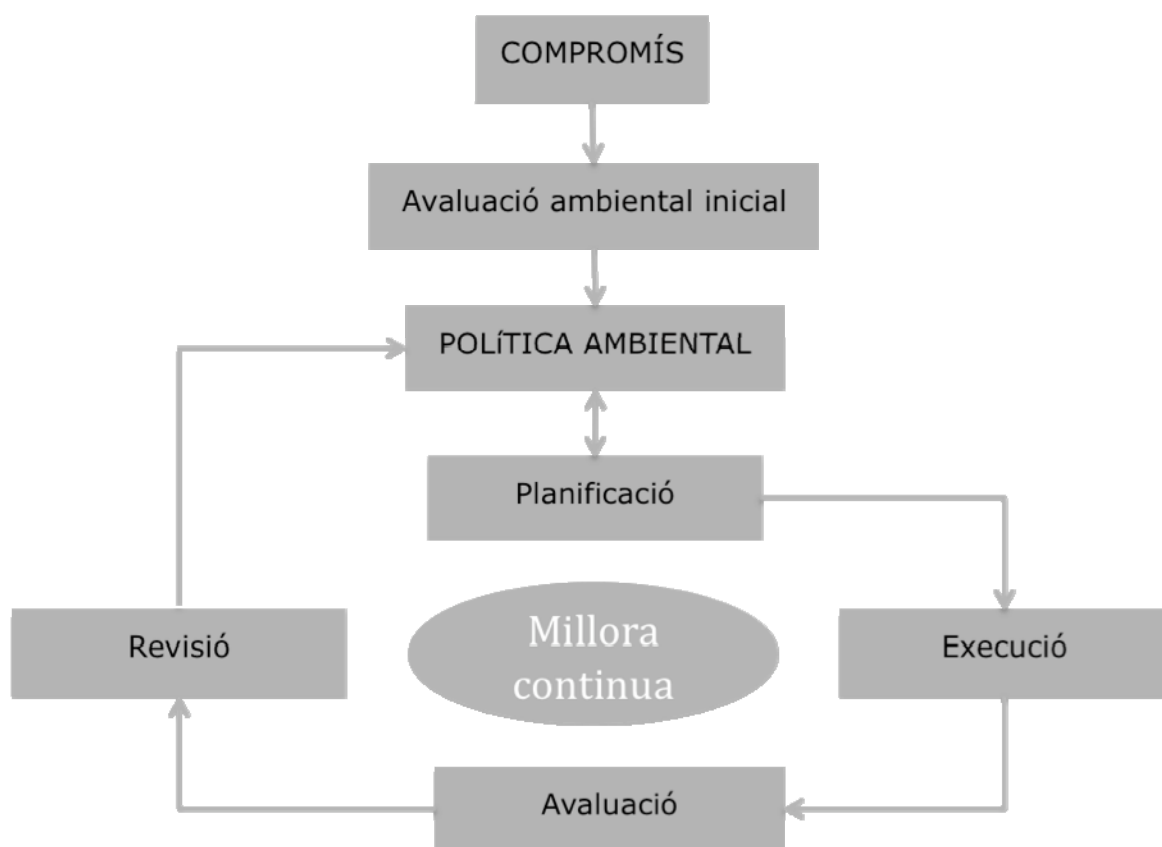 COMPROMÍS
Avaluació ambiental inicial
POLíTICA AMBIENTAL
Planificació
Revisió
Millora
continua
Execució
Avaluació